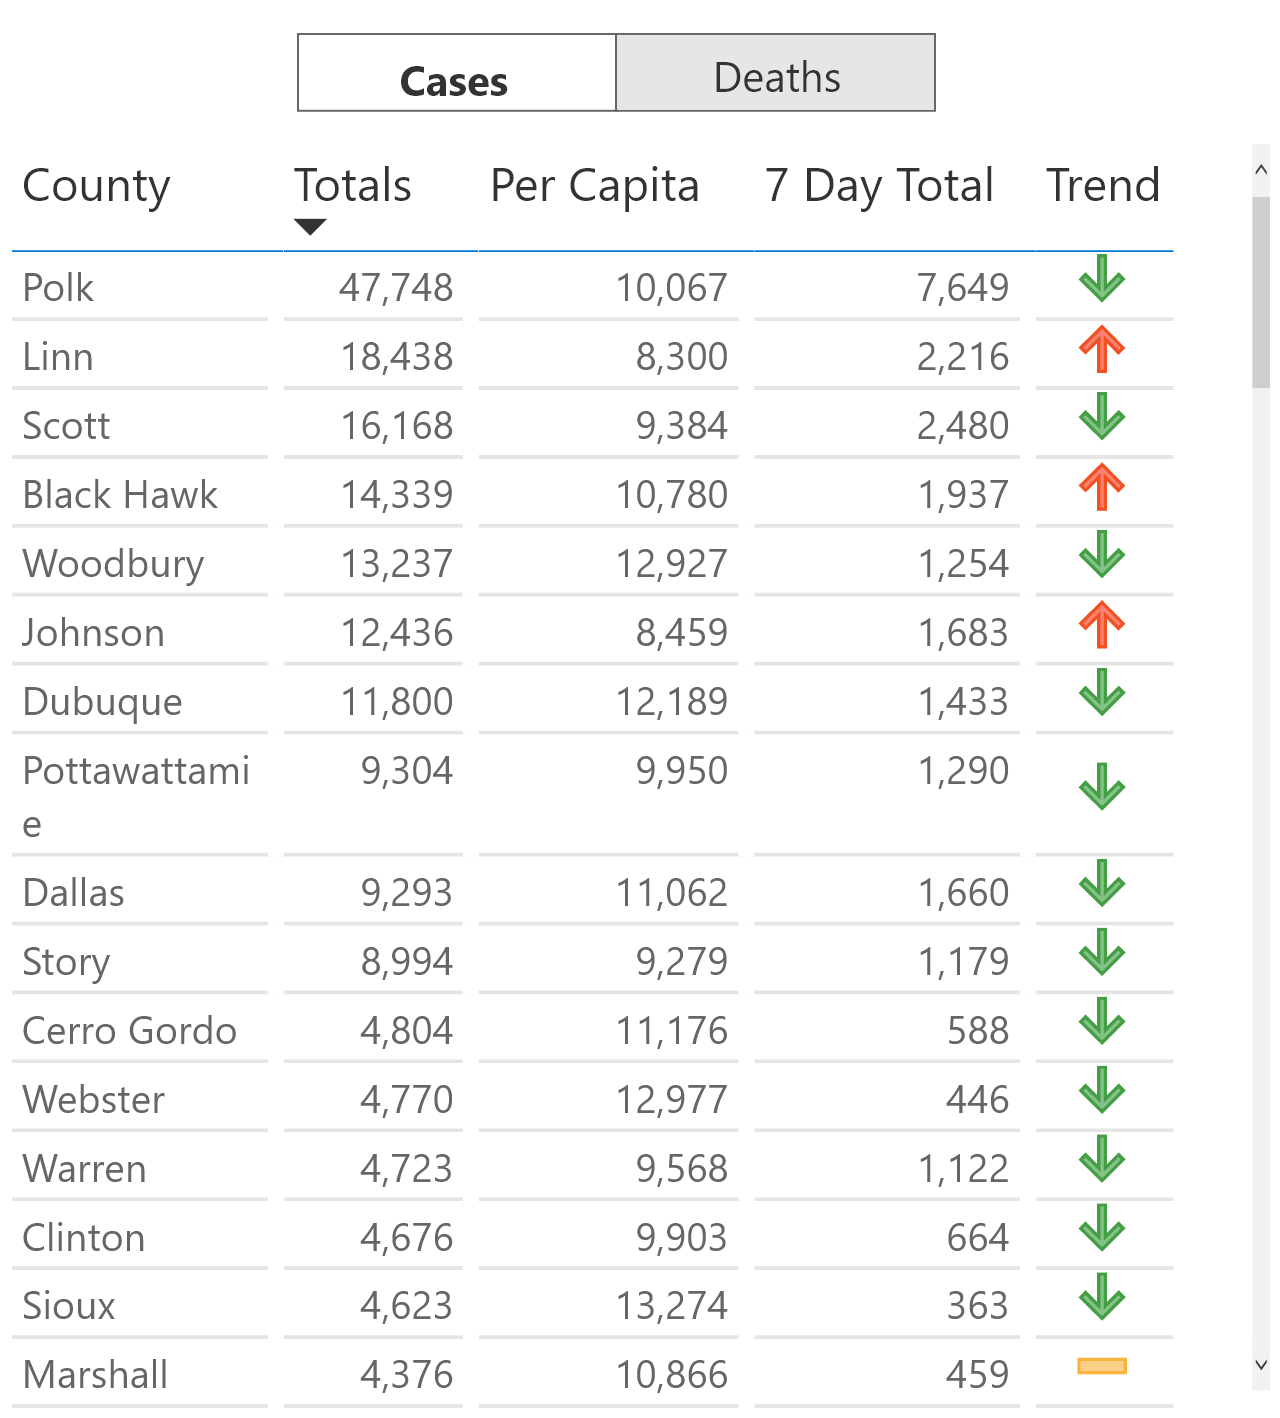 Cases Deaths
County Totals Per Capita 7 Day Total Trend
Polk 47,748 10,067 7,649
Linn 18,438 8,300 2,216
Scott 16,168 9,384 2,480
Black Hawk 14,339 10,780 1,937
Woodbury 13,237 12,927 1,254
Johnson 12,436 8,459 1,683
Dubuque 11,800 12,189 1,433
Pottawattami 9,304 9,950 1,290
e
Dallas 9,293 11,062 1,660
Story 8,994 9,279 1,179
Cerro Gordo 4,804 11,176 588
Webster 4,770 12,977 446
Warren 4,723 9,568 1,122
Clinton 4,676 9,903 664
Sioux 4,623 13,274 363
Marshall 4,376 10,866 459